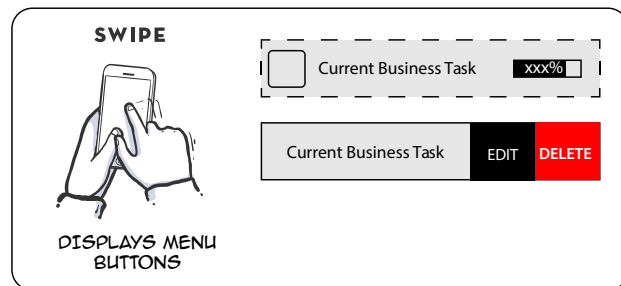 SWIPE
DISPLAYS MENU
BUTTONS
Current Business Task xxx%
Current Business Task EDIT DELETE